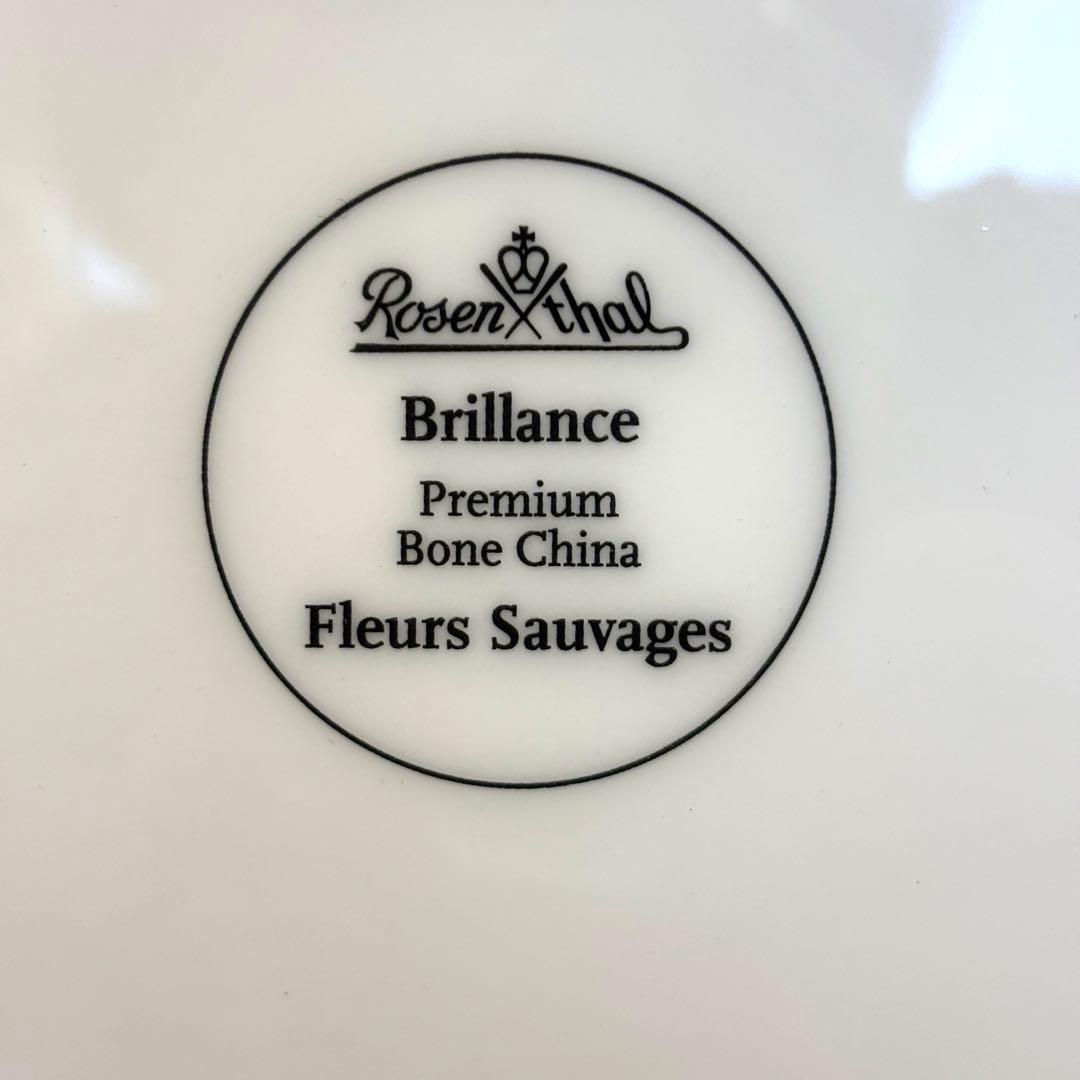 Rosenthal
Brillance
Premium
Bone China
Fleurs Sauvages